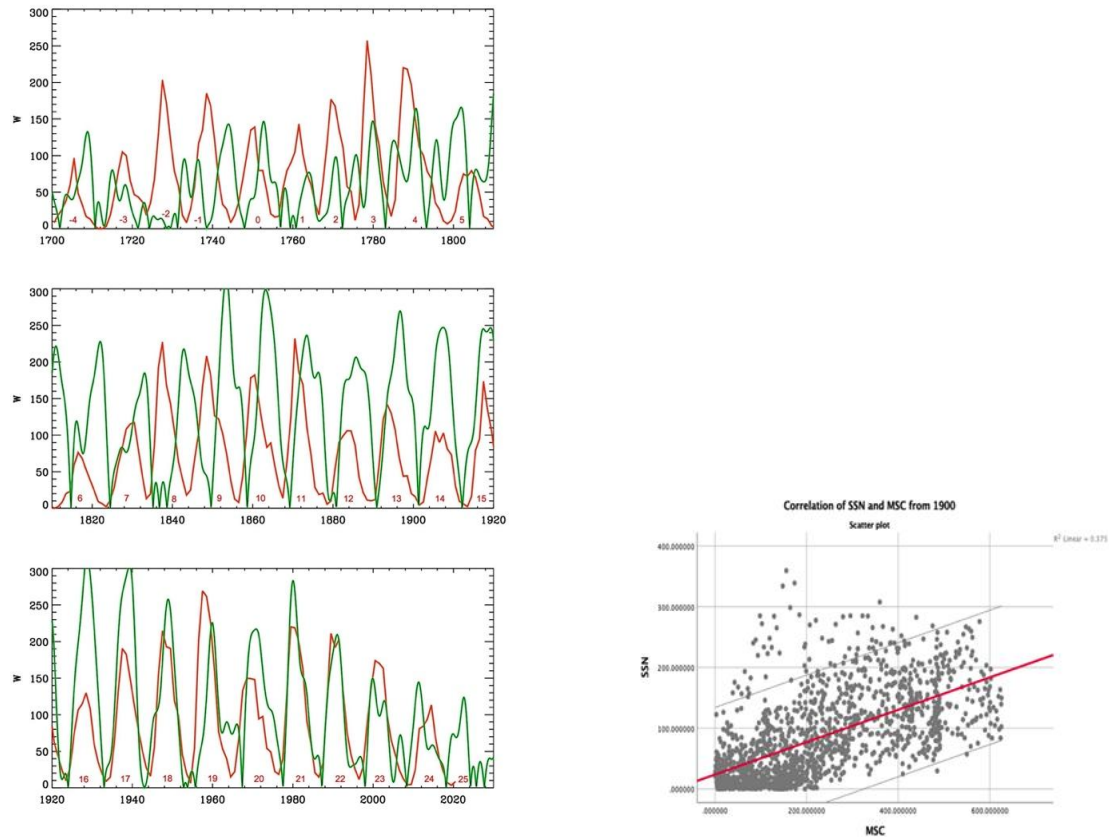 300
250
200
150
100
50
0
W
-4 -3 -2 -1 0 1 2 3 4 5
1700 1720 1740 1760 1780 1800
300
250
200
150
100
50
0
W
6 7 8 9 10 11 12 13 14 15
1820 1840 1860 1880 1900 1920
300
250
200
150
100
50
0
W
16 17 18 19 20 21 22 23 24 25
1920 1940 1960 1980 2000 2020
Correlation of SSN and MSC from 1900
Scatter plot
R² Linear = 0.375
400.000000
300.000000
200.000000
100.000000
.000000
SSN
.000000 200.000000 400.000000 600.000000
MSC